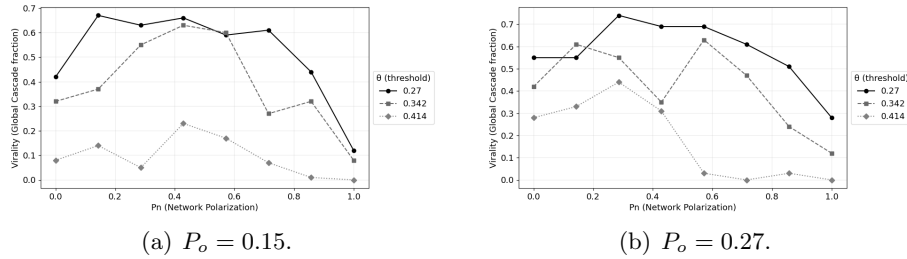 0.7
0.6
0.5
0.4
0.3
0.2
0.1
0.0
Virality (Global Cascade fraction)
0.0 0.2 0.4 0.6 0.8 1.0
Pn (Network Polarization)
θ (threshold)
0.27
0.342
0.414
(a) Pₒ = 0.15.
0.7
0.6
0.5
0.4
0.3
0.2
0.1
0.0
Virality (Global Cascade fraction)
0.0 0.2 0.4 0.6 0.8 1.0
Pn (Network Polarization)
θ (threshold)
0.27
0.342
0.414
(b) Pₒ = 0.27.